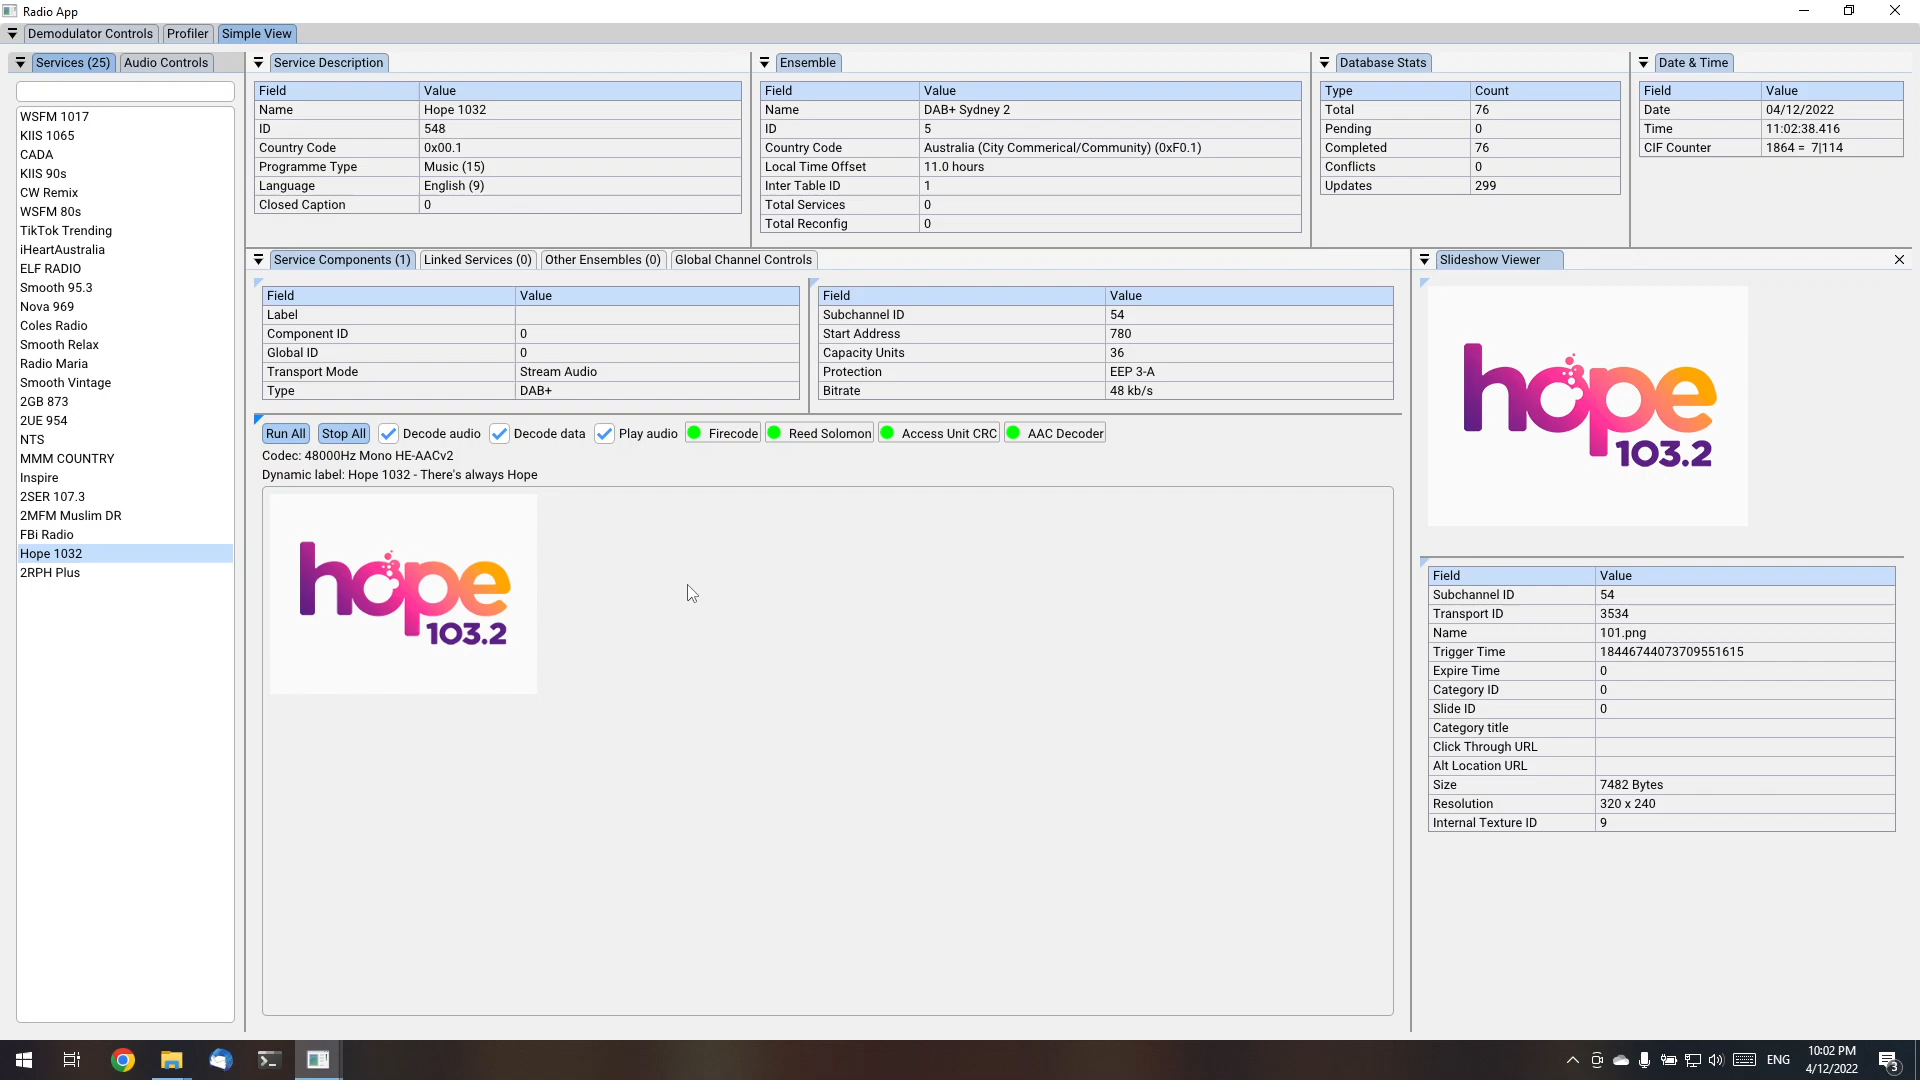 Radio App
Demodulator Controls Profiler Simple View
Services (25) Audio Controls
WSFM 1017
KIIS 1065
CADA
KIIS 90s
CW Remix
WSFM 80s
TikTok Trending
iHeartAustralia
ELF RADIO
Smooth 95.3
Nova 969
Coles Radio
Smooth Relax
Radio Maria
Smooth Vintage
2GB 873
2UE 954
NTS
MMM COUNTRY
Inspire
2SER 107.3
2MFM Muslim DR
FBi Radio
Hope 1032
2RPH Plus
Service Description
Field Value
Name Hope 1032
ID 548
Country Code 0x00.1
Programme Type Music (15)
Language English (9)
Closed Caption 0
Ensemble
Field Value
Name DAB+ Sydney 2
ID 5
Country Code Australia (City Commerical/Community) (0xF0.1)
Local Time Offset 11.0 hours
Inter Table ID 1
Total Services 0
Total Reconfig 0
Database Stats
Type Count
Total 76
Pending 0
Completed 76
Conflicts 0
Updates 299
Date & Time
Field Value
Date 04/12/2022
Time 11:02:38.416
CIF Counter 1864 = 7|114
Service Components (1) Linked Services (0) Other Ensembles (0) Global Channel Controls
Field Value
Label
Component ID 0
Global ID 0
Transport Mode Stream Audio
Type DAB+
Field Value
Subchannel ID 54
Start Address 780
Capacity Units 36
Protection EEP 3-A
Bitrate 48 kb/s
Run All Stop All Decode audio Decode data Play audio Firecode Reed Solomon Access Unit CRC AAC Decoder
Codec: 48000Hz Mono HE-AACv2
Dynamic label: Hope 1032 - There's always Hope
hope
103.2
Slideshow Viewer
hope
103.2
Field Value
Subchannel ID 54
Transport ID 3534
Name 101.png
Trigger Time 18446744073709551615
Expire Time 0
Category ID 0
Slide ID 0
Category title
Click Through URL
Alt Location URL
Size 7482 Bytes
Resolution 320 x 240
Internal Texture ID 9
ENG
10:02 PM
4/12/2022
3